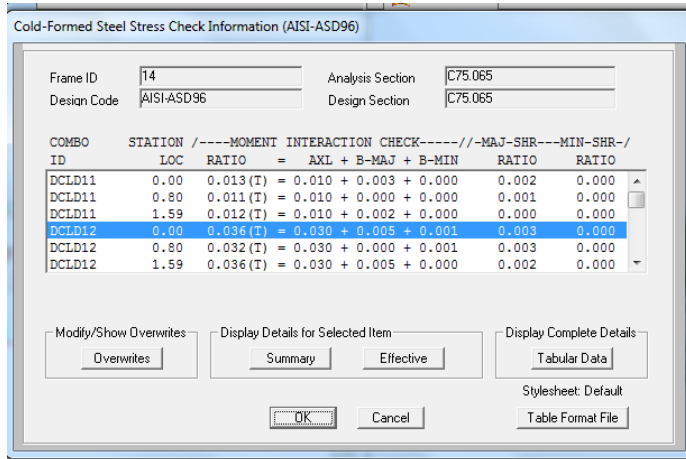 Cold-Formed Steel Stress Check Information (AISI-ASD96)
Frame ID 14 Analysis Section C75.065
Design Code AISI-ASD96 Design Section C75.065
COMBO STATION /----MOMENT INTERACTION CHECK-----//-MAJ-SHR---MIN-SHR-/
ID LOC RATIO = AXL + B-MAJ + B-MIN RATIO RATIO
DCLD11 0.00 0.013(T) = 0.010 + 0.003 + 0.000 0.002 0.000
DCLD11 0.80 0.011(T) = 0.010 + 0.000 + 0.000 0.001 0.000
DCLD11 1.59 0.012(T) = 0.010 + 0.002 + 0.000 0.000 0.000
DCLD12 0.00 0.036(T) = 0.030 + 0.005 + 0.001 0.003 0.000
DCLD12 0.80 0.032(T) = 0.030 + 0.000 + 0.001 0.003 0.000
DCLD12 1.59 0.036(T) = 0.030 + 0.005 + 0.000 0.002 0.000
Modify/Show Overwrites Display Details for Selected Item Display Complete Details
Overwrites Summary Effective Tabular Data
Stylesheet: Default
OK Cancel Table Format File